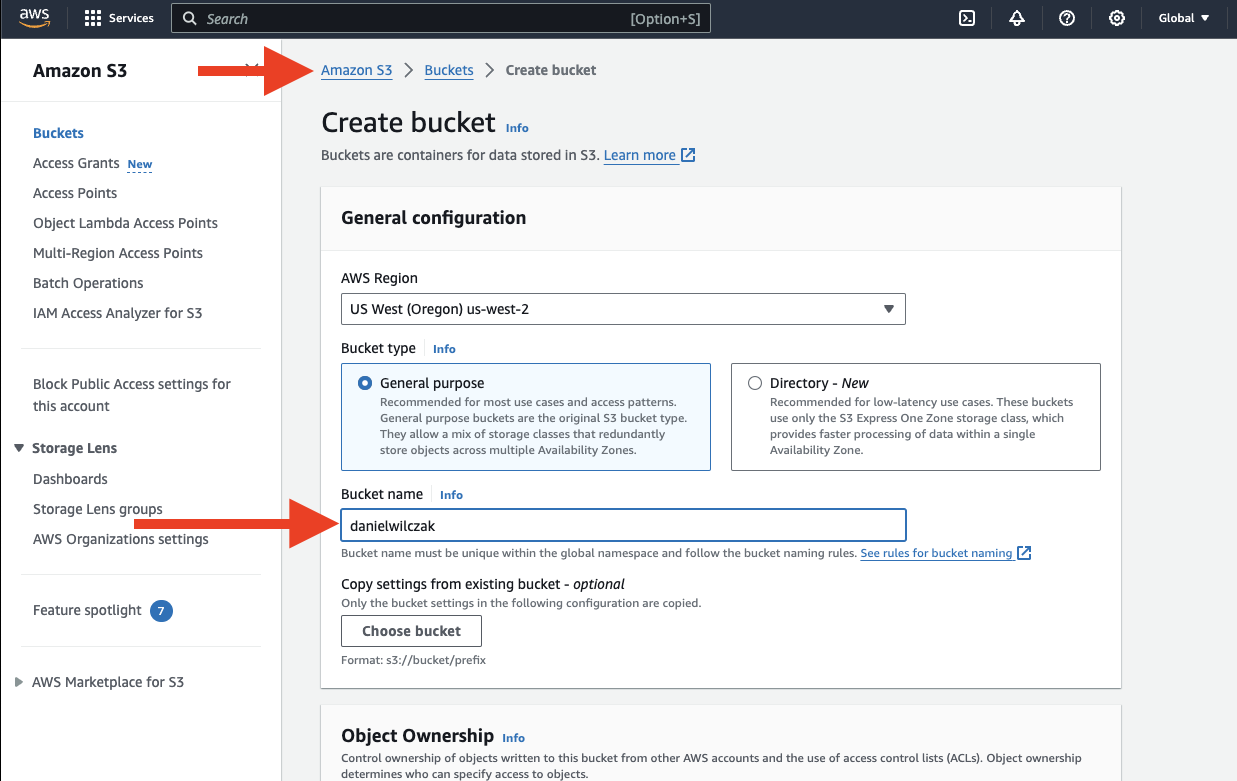 aws
Services
Search
[Option+S]
Global
Amazon S3
Buckets
Access Grants New
Access Points
Object Lambda Access Points
Multi-Region Access Points
Batch Operations
IAM Access Analyzer for S3
Block Public Access settings for
this account
Storage Lens
Dashboards
Storage Lens groups
AWS Organizations settings
Feature spotlight 7
AWS Marketplace for S3
Amazon S3 > Buckets > Create bucket
Create bucket Info
Buckets are containers for data stored in S3. Learn more
General configuration
AWS Region
US West (Oregon) us-west-2
Bucket type Info
General purpose
Recommended for most use cases and access patterns.
General purpose buckets are the original S3 bucket type.
They allow a mix of storage classes that redundantly
store objects across multiple Availability Zones.
Directory - New
Recommended for low-latency use cases. These buckets
use only the S3 Express One Zone storage class, which
provides faster processing of data within a single
Availability Zone.
Bucket name Info
danielwilczak
Bucket name must be unique within the global namespace and follow the bucket naming rules. See rules for bucket naming
Copy settings from existing bucket - optional
Only the bucket settings in the following configuration are copied.
Choose bucket
Format: s3://bucket/prefix
Object Ownership Info
Control ownership of objects written to this bucket from other AWS accounts and the use of access control lists (ACLs). Object ownership
determines who can specify access to objects.